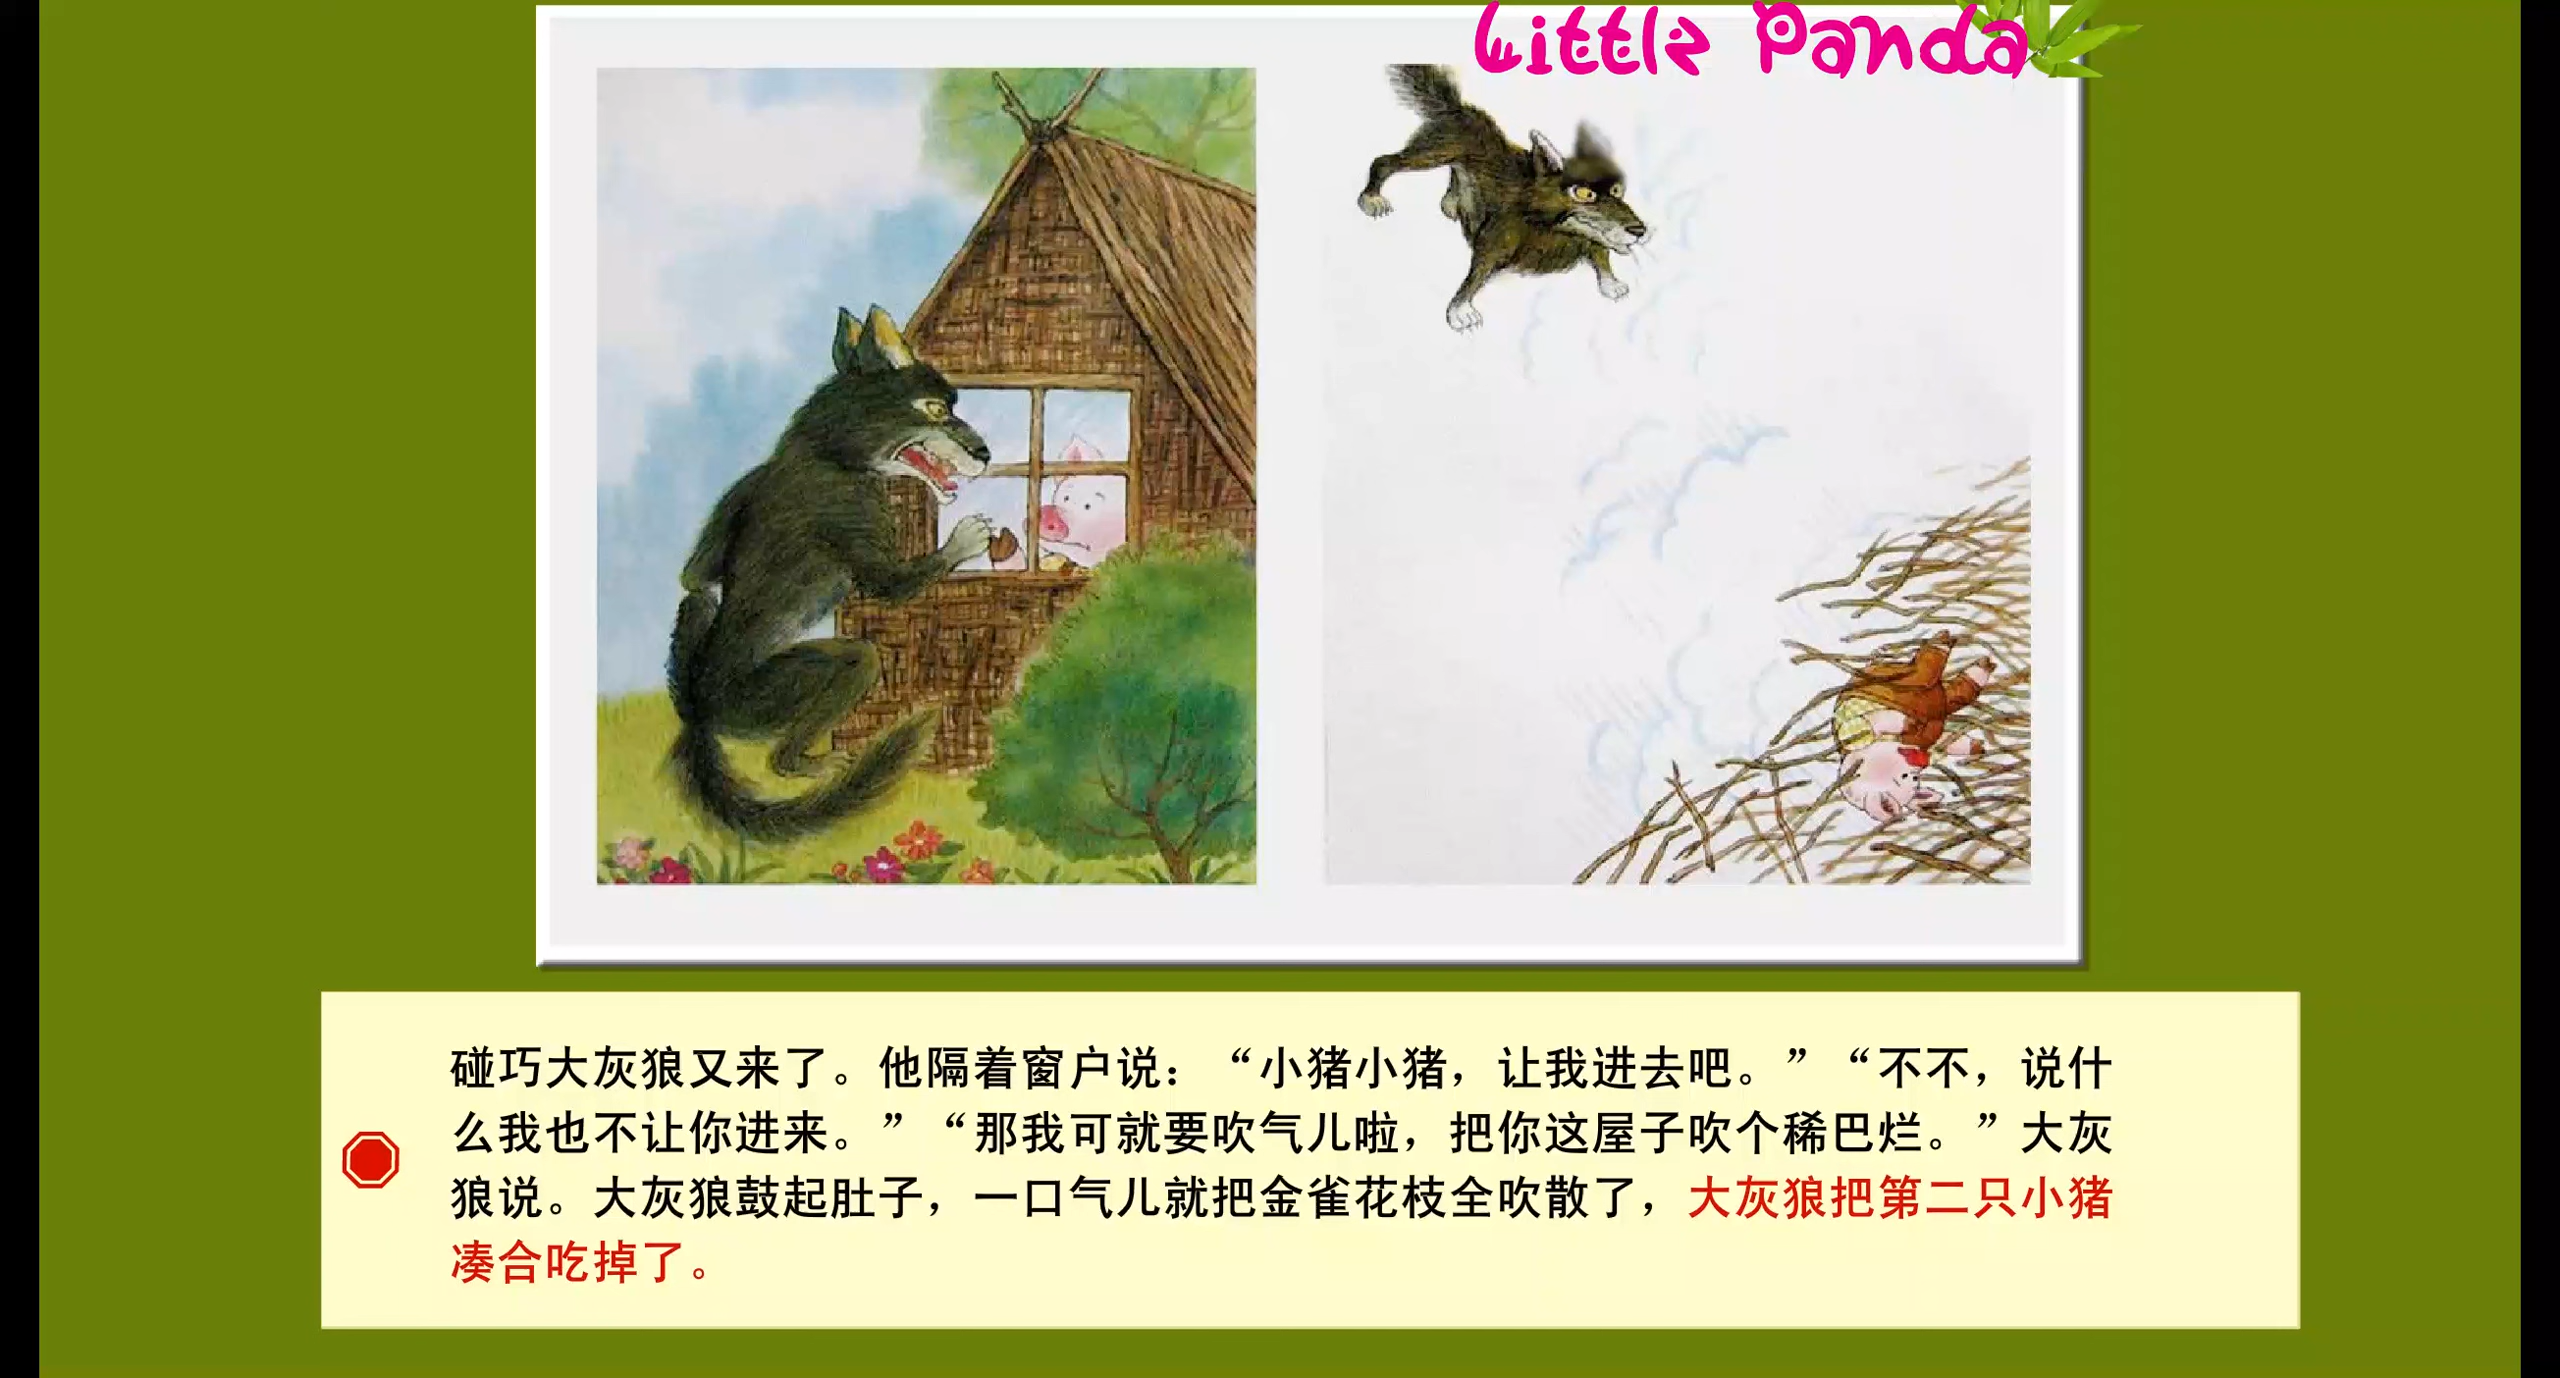 Little Panda
碰巧大灰狼又来了。他隔着窗户说：“小猪小猪，让我进去吧。”“不不，说什
么我也不让你进来。”“那我可就要吹气儿啦，把你这屋子吹个稀巴烂。”大灰
狼说。大灰狼鼓起肚子，一口气儿就把金雀花枝全吹散了，大灰狼把第二只小猪
凑合吃掉了。